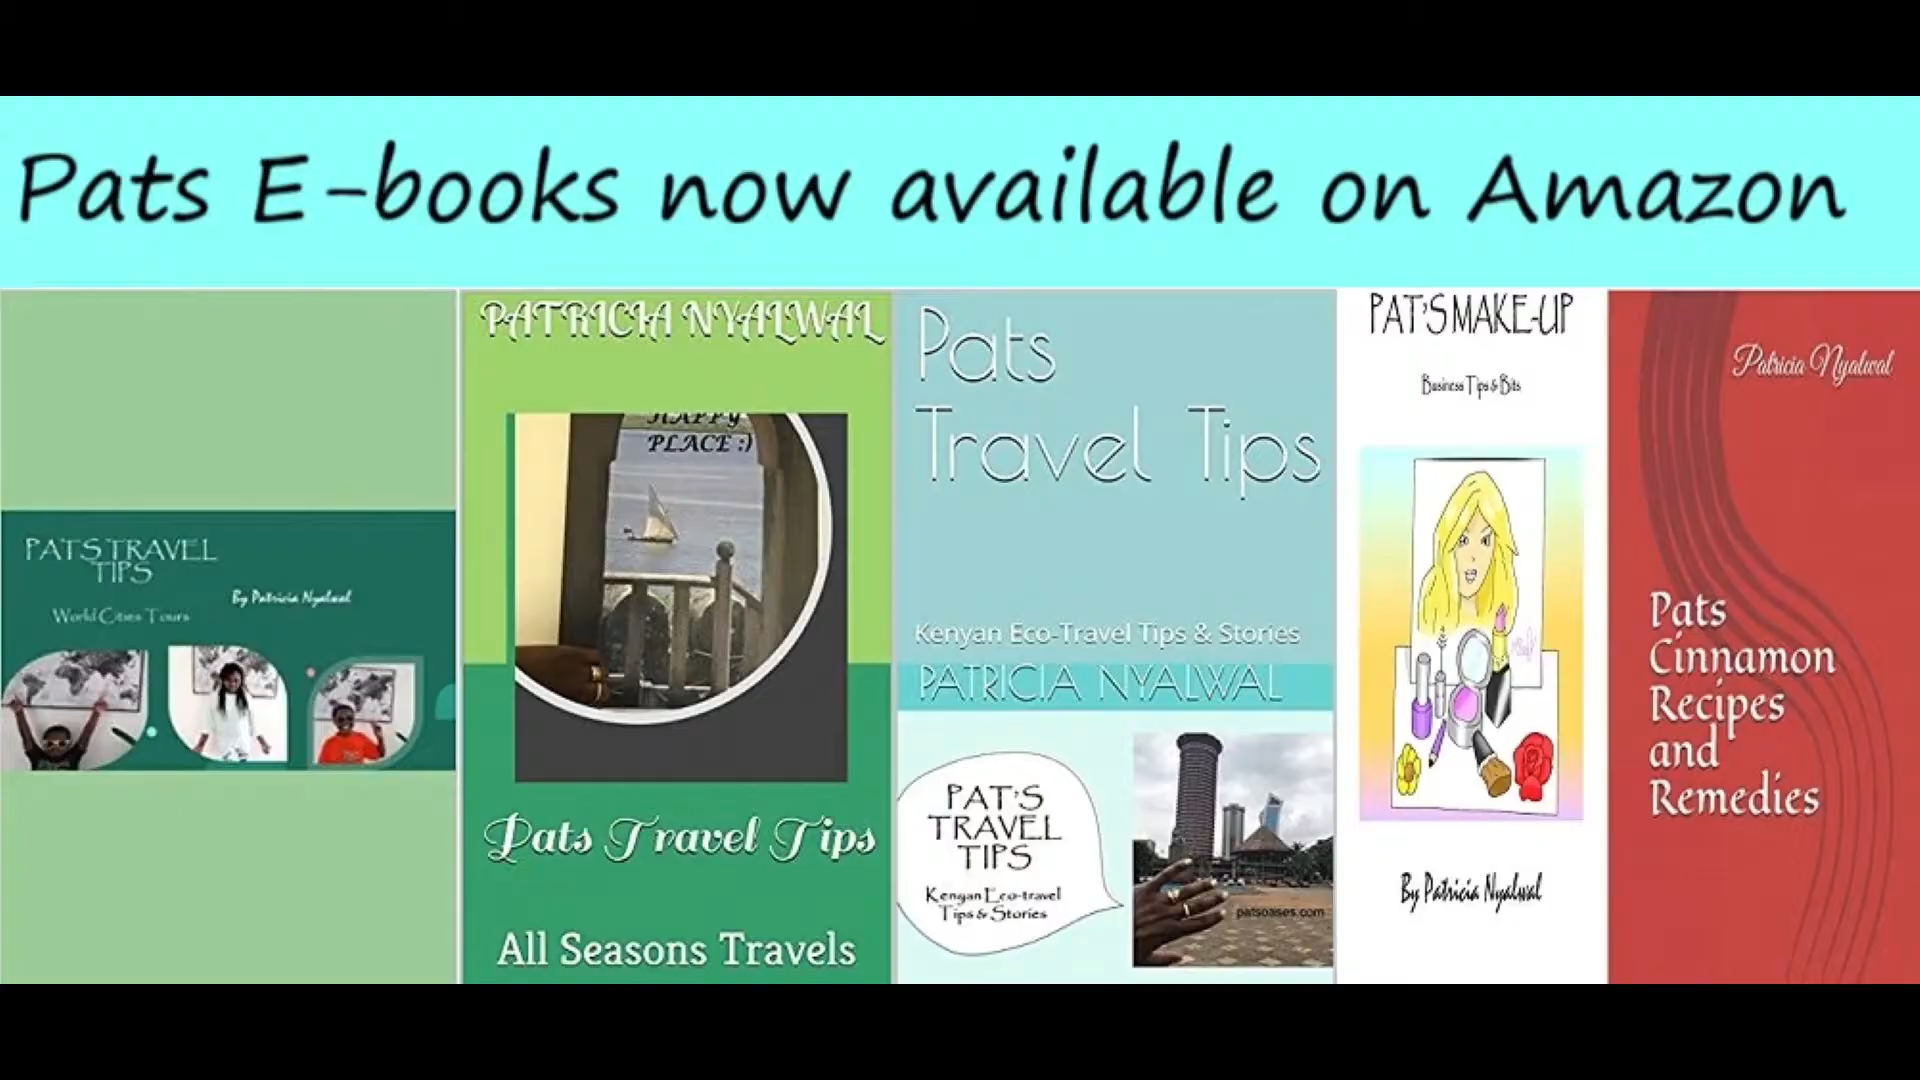 Pats E-books now available on Amazon
PATS TRAVEL
TIPS
By Patricia Nyalwal
World Cities Tours
PATRICIA NYALWAL
HAPPY
PLACE :)
Pats Travel Tips
All Seasons Travels
Pats
Travel Tips
Kenyan Eco-Travel Tips & Stories
PATRICIA NYALWAL
PAT'S
TRAVEL
TIPS
Kenyan Eco-travel
Tips & Stories
patsoases.com
PAT'S MAKE-UP
Business Tips & Bits
By Patricia Nyalwal
Patricia Nyalwal
Pats
Cinnamon
Recipes
and
Remedies